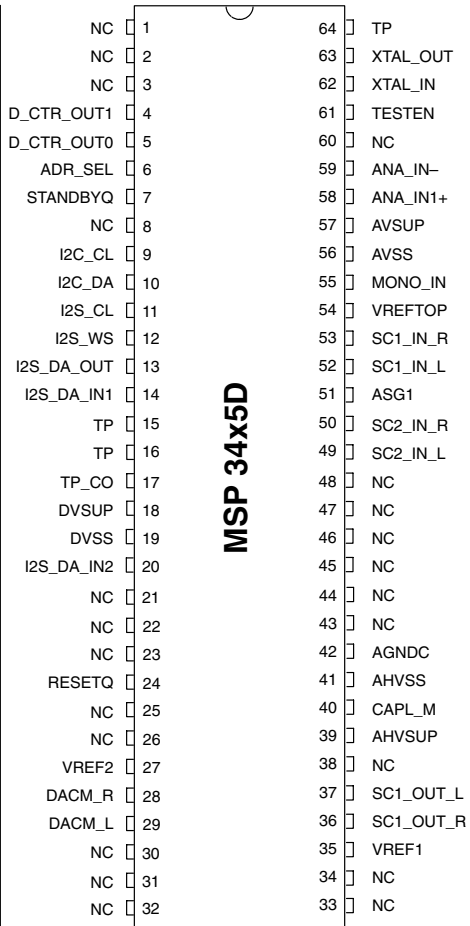 NC 1 64 TP
NC 2 63 XTAL_OUT
NC 3 62 XTAL_IN
D_CTR_OUT1 4 61 TESTEN
D_CTR_OUT0 5 60 NC
ADR_SEL 6 59 ANA_IN–
STANDBYQ 7 58 ANA_IN1+
NC 8 57 AVSUP
I2C_CL 9 56 AVSS
I2C_DA 10 55 MONO_IN
I2S_CL 11 54 VREFTOP
I2S_WS 12 53 SC1_IN_R
I2S_DA_OUT 13 52 SC1_IN_L
I2S_DA_IN1 14 51 ASG1
TP 15 50 SC2_IN_R
TP 16 49 SC2_IN_L
TP_CO 17 48 NC
DVSUP 18 47 NC
DVSS 19 46 NC
I2S_DA_IN2 20 45 NC
NC 21 44 NC
NC 22 43 NC
NC 23 42 AGNDC
RESETQ 24 41 AHVSS
NC 25 40 CAPL_M
NC 26 39 AHVSUP
VREF2 27 38 NC
DACM_R 28 37 SC1_OUT_L
DACM_L 29 36 SC1_OUT_R
NC 30 35 VREF1
NC 31 34 NC
NC 32 33 NC
MSP 34x5D